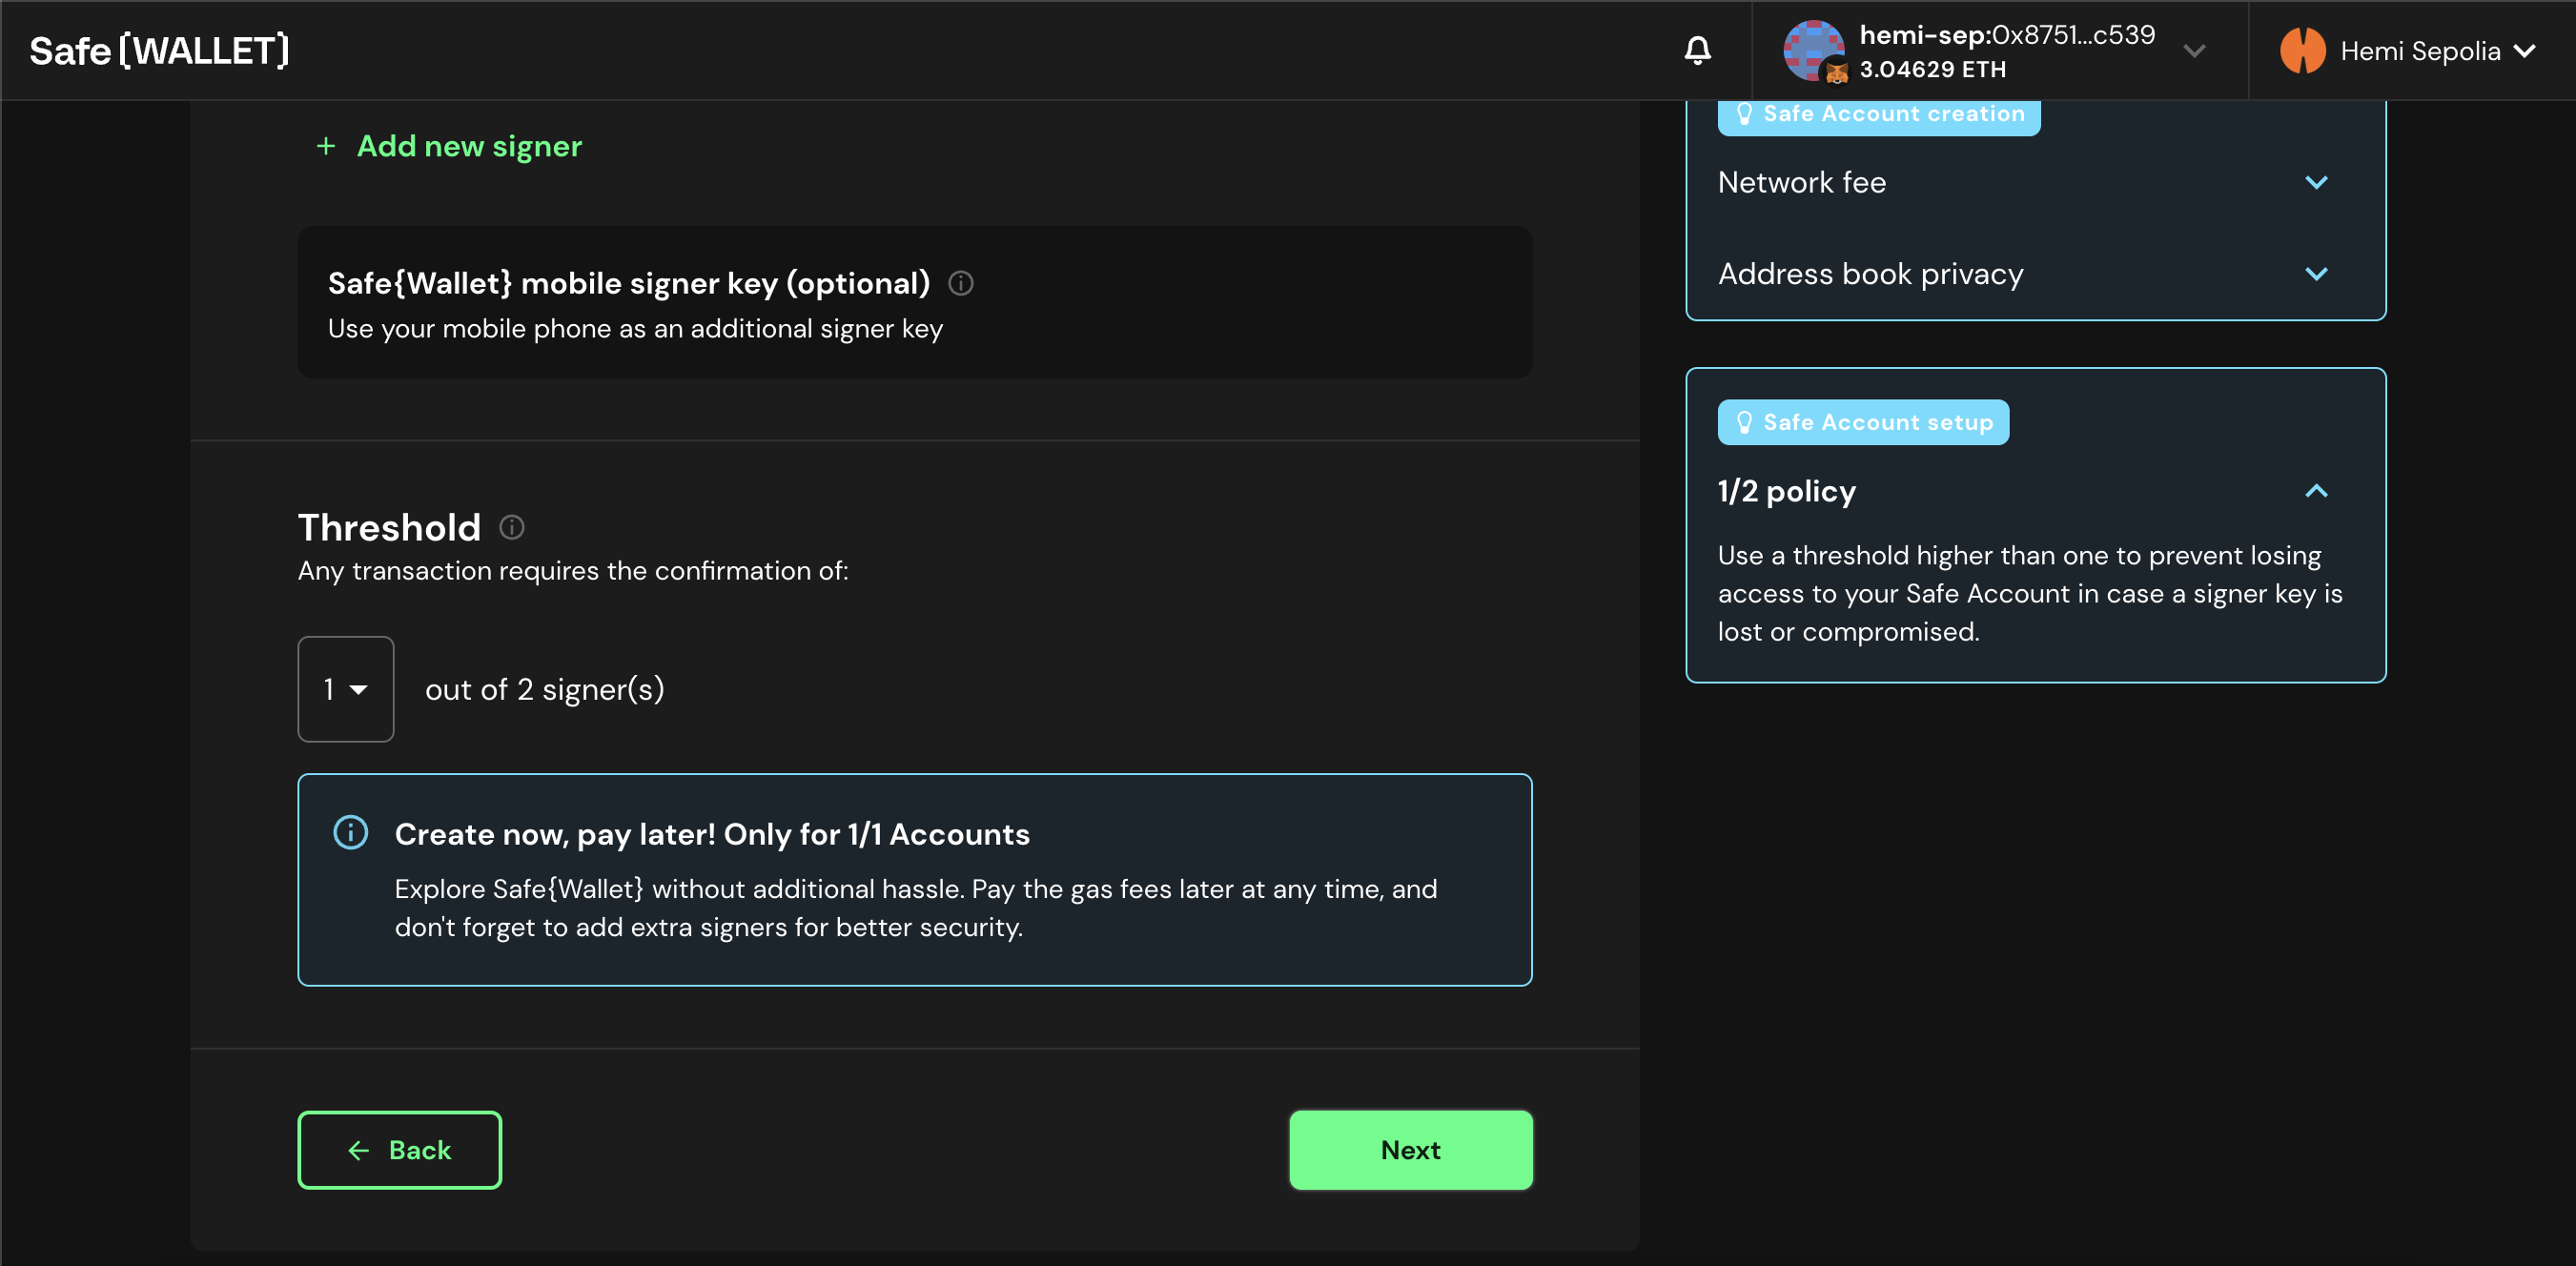 Safe{WALLET}
hemi-sep:0x8751...c539
3.04629 ETH
Hemi Sepolia
+ Add new signer
Safe{Wallet} mobile signer key (optional)
Use your mobile phone as an additional signer key
Threshold
Any transaction requires the confirmation of:
1 out of 2 signer(s)
Create now, pay later! Only for 1/1 Accounts
Explore Safe{Wallet} without additional hassle. Pay the gas fees later at any time, and
don't forget to add extra signers for better security.
Back
Next
Safe Account creation
Network fee
Address book privacy
Safe Account setup
1/2 policy
Use a threshold higher than one to prevent losing
access to your Safe Account in case a signer key is
lost or compromised.